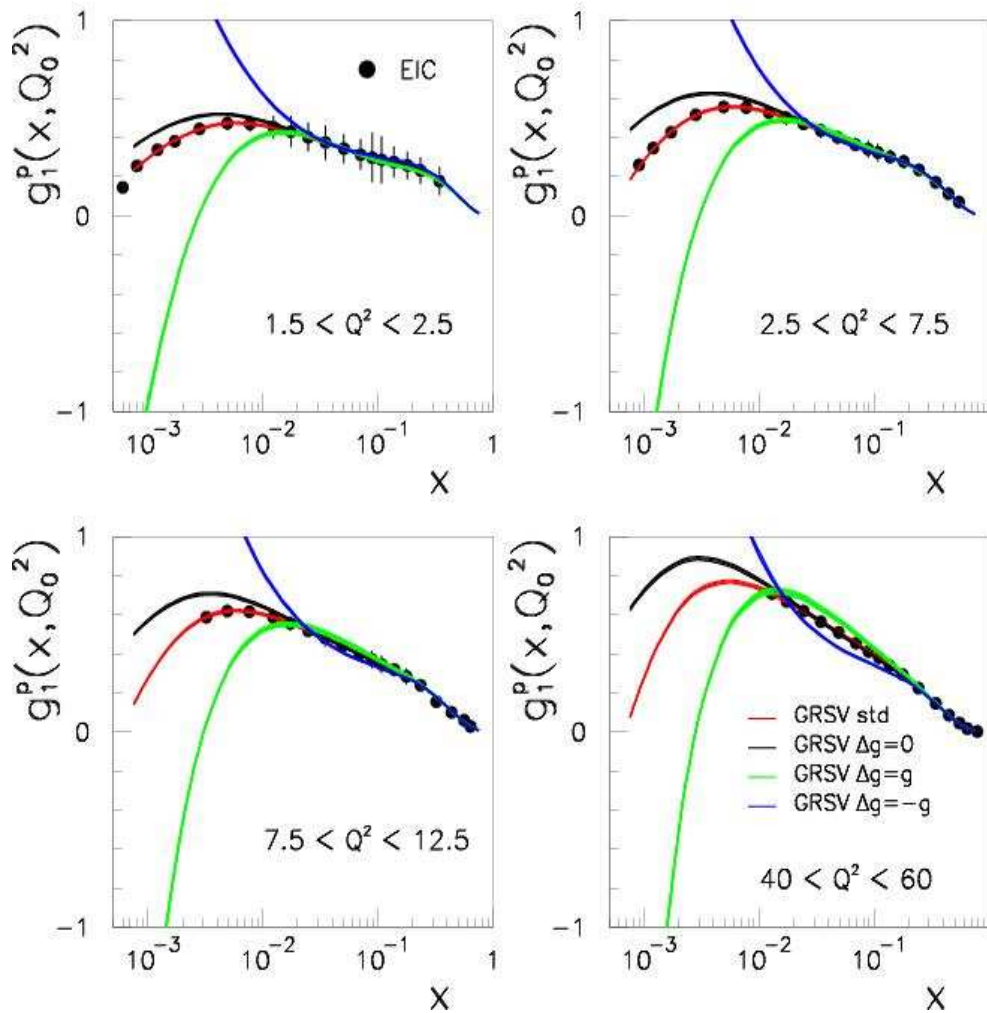 1
0
-1
g₁ᵖ(x, Q₀²)
EIC
1.5 < Q² < 2.5
10⁻³ 10⁻² 10⁻¹ 1
x
1
0
-1
g₁ᵖ(x, Q₀²)
2.5 < Q² < 7.5
10⁻³ 10⁻² 10⁻¹
x
1
0
-1
g₁ᵖ(x, Q₀²)
7.5 < Q² < 12.5
10⁻³ 10⁻² 10⁻¹ 1
x
1
0
-1
g₁ᵖ(x, Q₀²)
GRSV std
GRSV Δg=0
GRSV Δg=g
GRSV Δg=-g
40 < Q² < 60
10⁻³ 10⁻² 10⁻¹
x